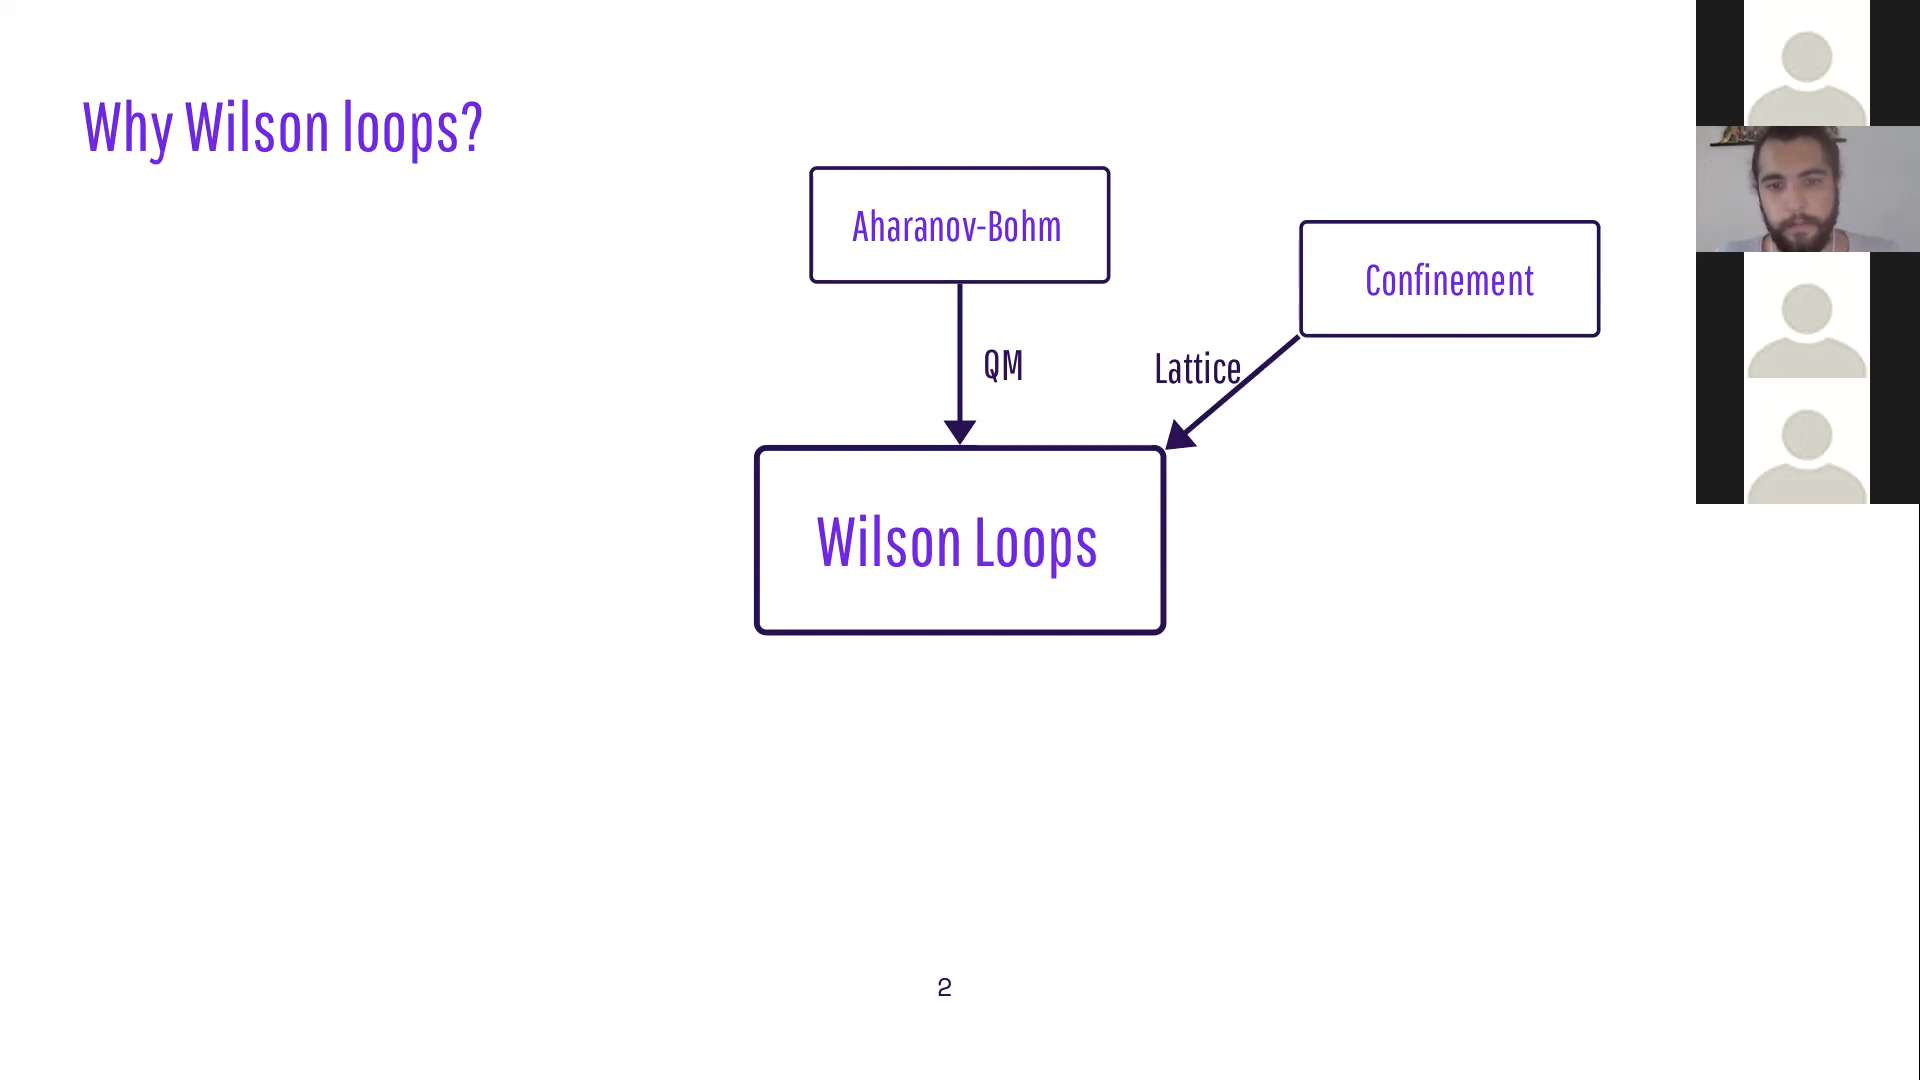 Why Wilson loops?
Aharanov-Bohm
Confinement
QM
Lattice
Wilson Loops
2